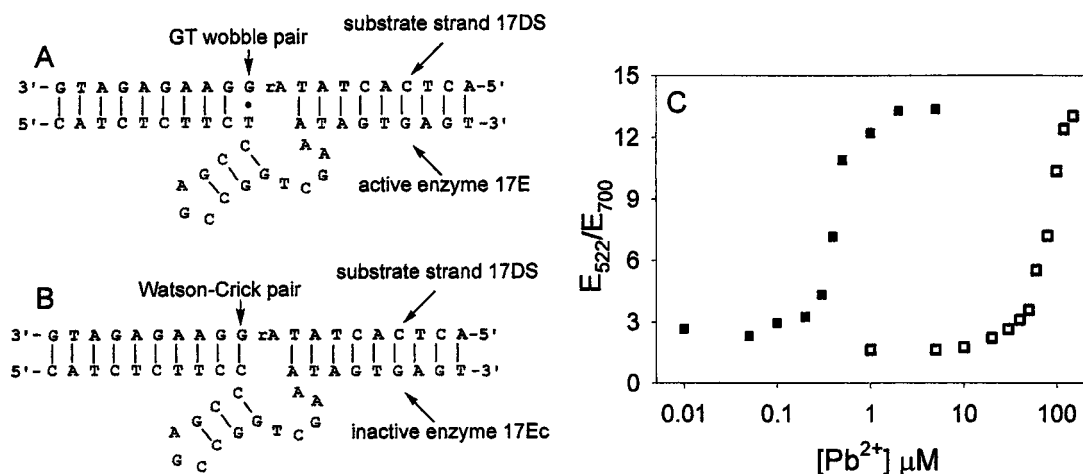 A
GT wobble pair
substrate strand 17DS
3'-G T A G A G A A G G rA T A T C A C T C A-5'
5'-C A T C T C T T C T A T A G T G A G T-3'
C A
C A
G G T C G
A G
C
G C
active enzyme 17E
B
Watson-Crick pair
substrate strand 17DS
3'-G T A G A G A A G G rA T A T C A C T C A-5'
5'-C A T C T C T T C C A T A G T G A G T-3'
C A
C A
G G T C G
A G
C
G C
inactive enzyme 17Ec
C
E522/E700
15
12
9
6
3
0
0.01 0.1 1 10 100
[Pb2+] μM